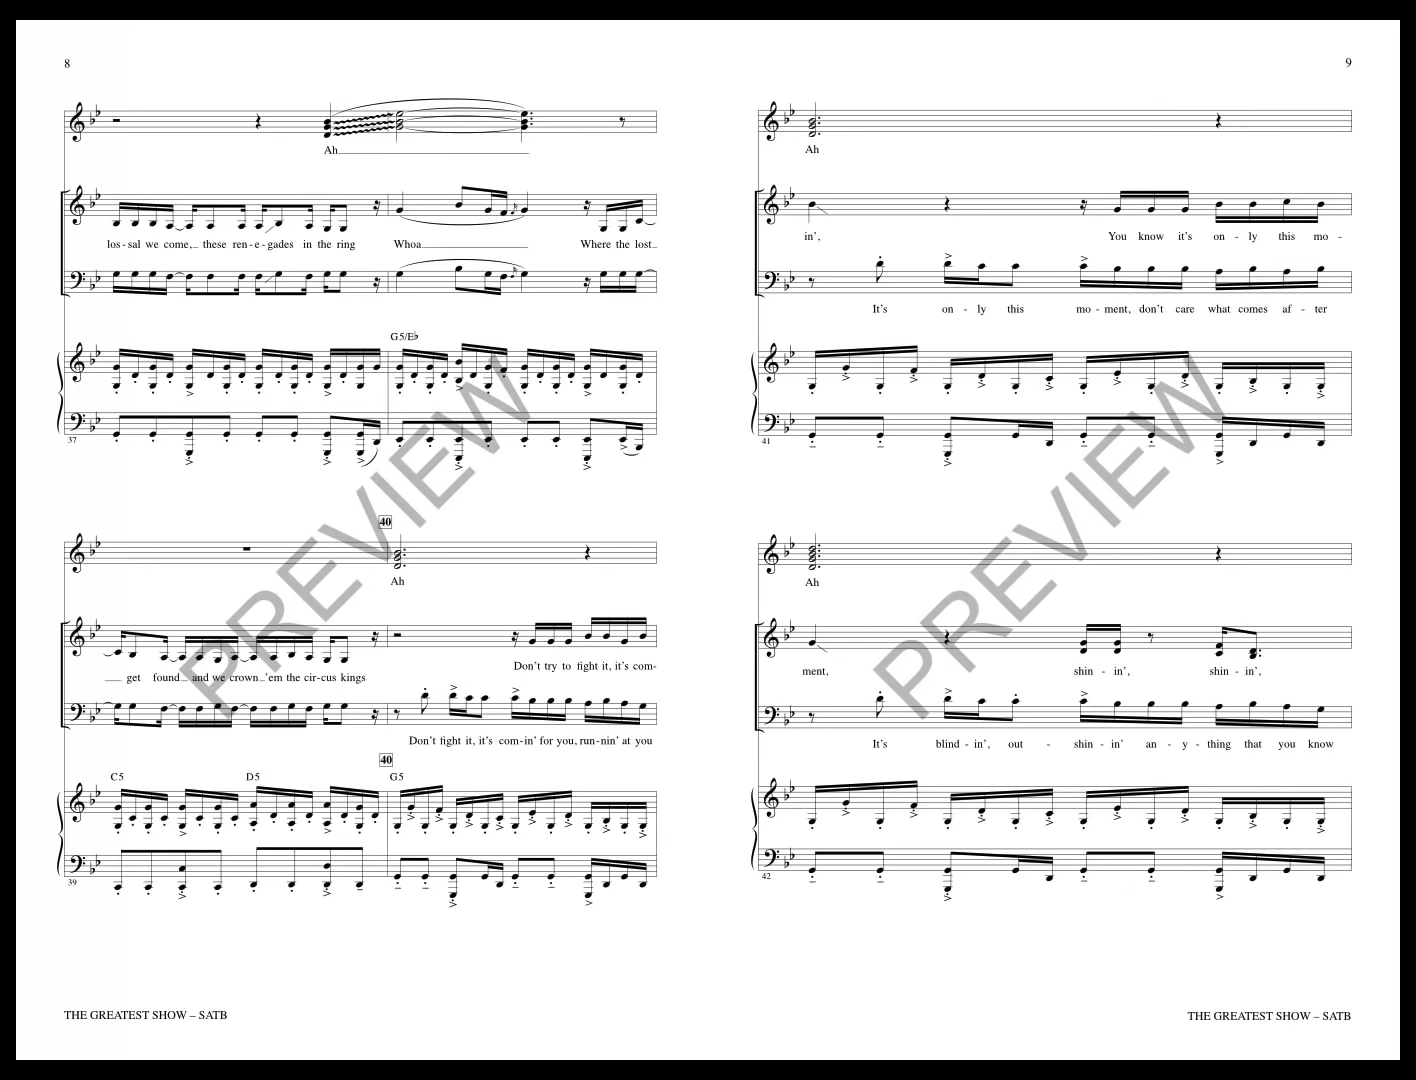 8
Ah
los - sal we come, these ren - e - gades in the ring Whoa Where the lost
G5/E♭
37
40
Ah
Don't try to fight it, it's com-
get found and we crown 'em the cir-cus kings
Don't fight it, it's com-in' for you, run-nin' at you
40
C5 D5 G5
39
THE GREATEST SHOW – SATB
PREVIEW
9
Ah
in', You know it's on - ly this mo -
It's on - ly this mo - ment, don't care what comes af - ter
41
Ah
ment, shin - in', shin - in',
It's blind - in', out - shin - in' an - y - thing that you know
42
THE GREATEST SHOW – SATB
PREVIEW